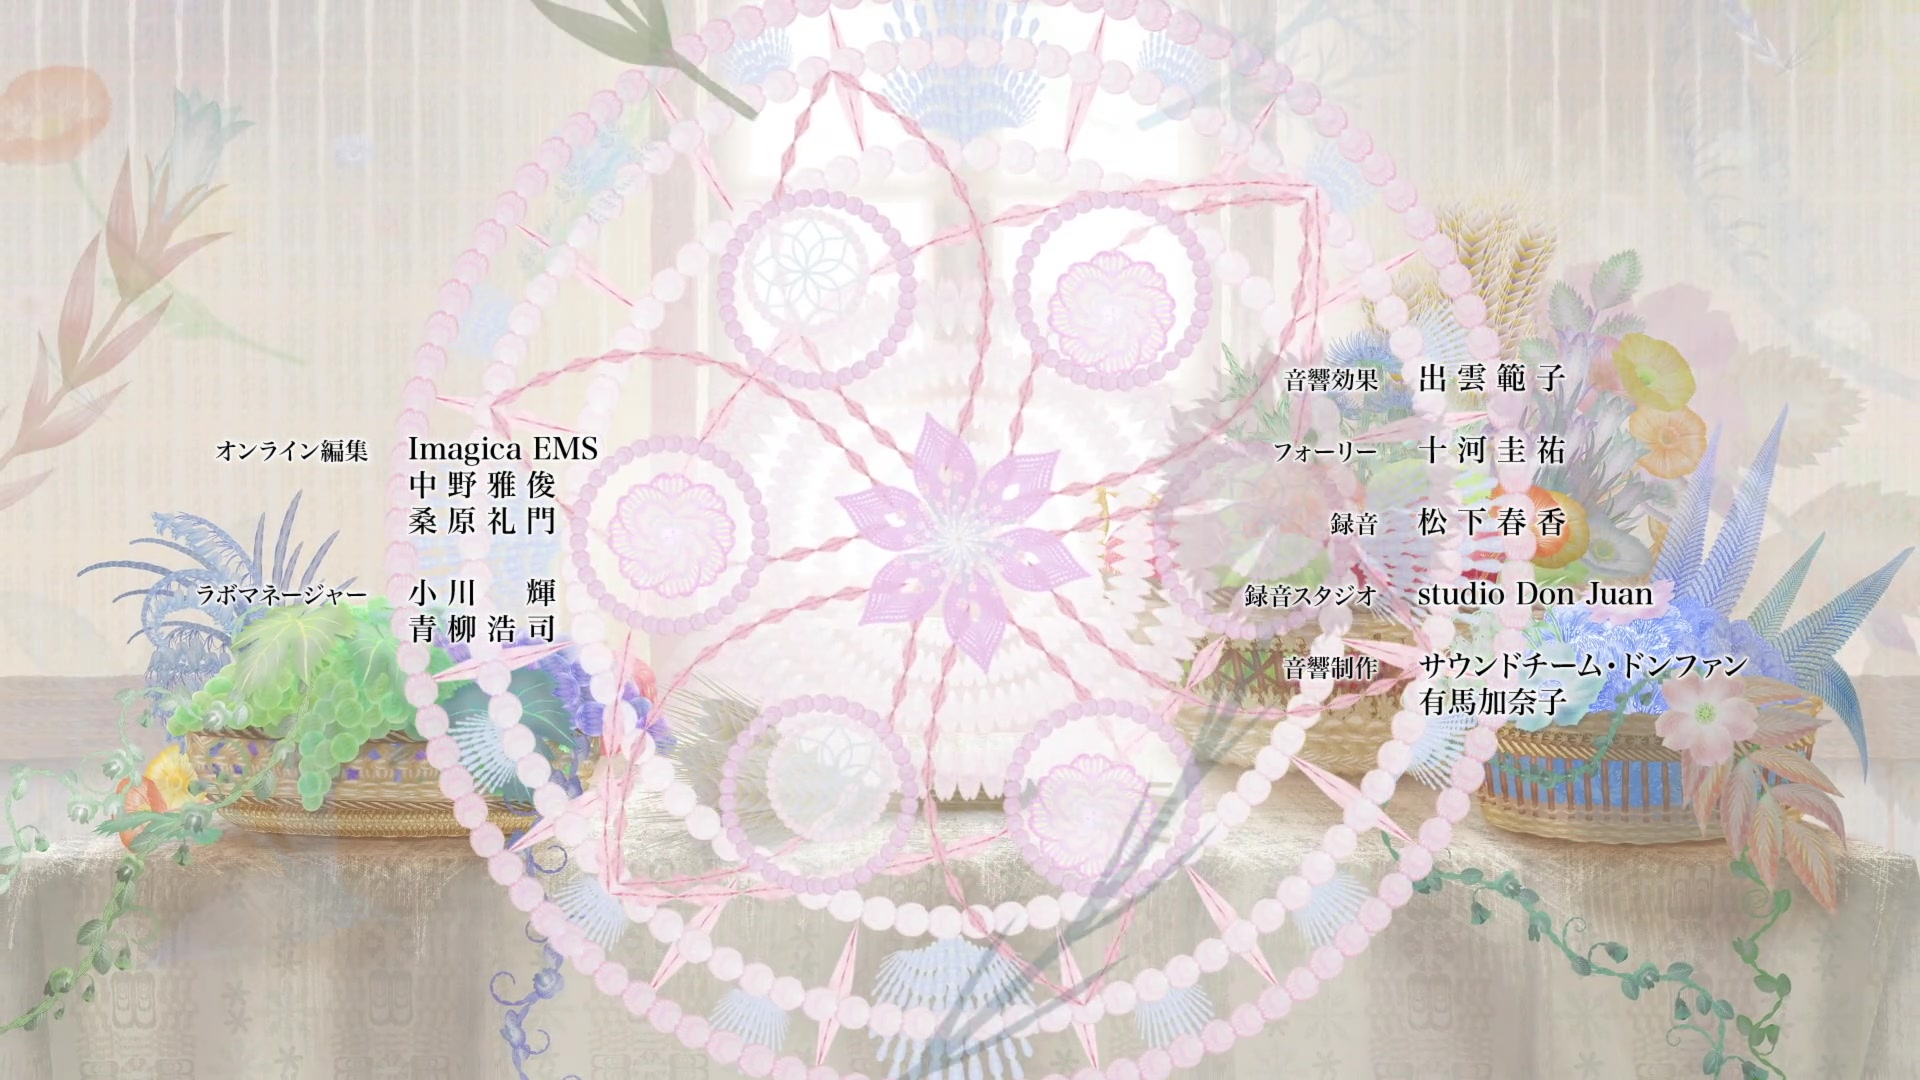 オンライン編集 Imagica EMS
中野雅俊
桑原礼門
ラボマネージャー 小川 輝
青柳浩司
音響効果 出雲範子
フォーリー 十河圭祐
録音 松下春香
録音スタジオ studio Don Juan
音響制作 サウンドチーム・ドンファン
有馬加奈子